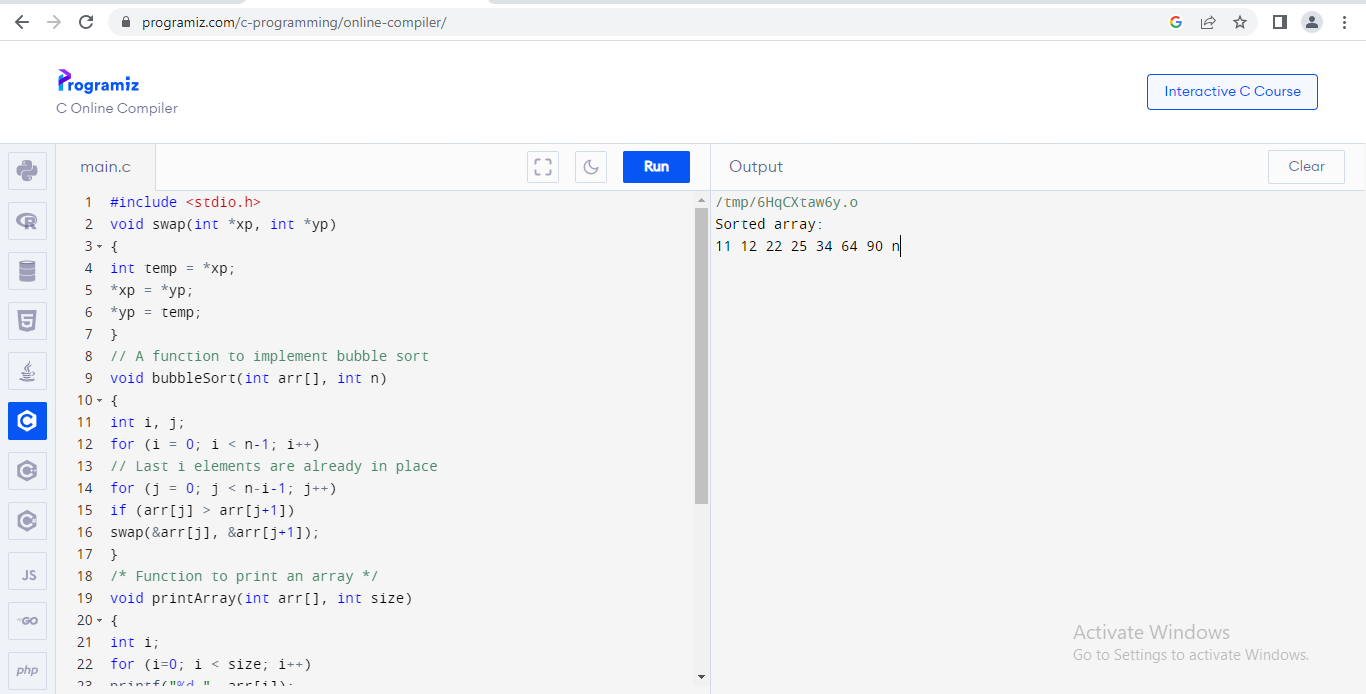 programiz.com/c-programming/online-compiler/
Programiz
C Online Compiler
Interactive C Course
main.c
Run
Output
Clear
1 #include <stdio.h>
2 void swap(int *xp, int *yp)
3 {
4 int temp = *xp;
5 *xp = *yp;
6 *yp = temp;
7 }
8 // A function to implement bubble sort
9 void bubbleSort(int arr[], int n)
10 {
11 int i, j;
12 for (i = 0; i < n-1; i++)
13 // Last i elements are already in place
14 for (j = 0; j < n-i-1; j++)
15 if (arr[j] > arr[j+1])
16 swap(&arr[j], &arr[j+1]);
17 }
18 /* Function to print an array */
19 void printArray(int arr[], int size)
20 {
21 int i;
22 for (i=0; i < size; i++)
23 printf("%d ", arr[i]);
/tmp/6HqCXtaw6y.o
Sorted array:
11 12 22 25 34 64 90 n
R
5
C
C
C
JS
GO
php
Activate Windows
Go to Settings to activate Windows.